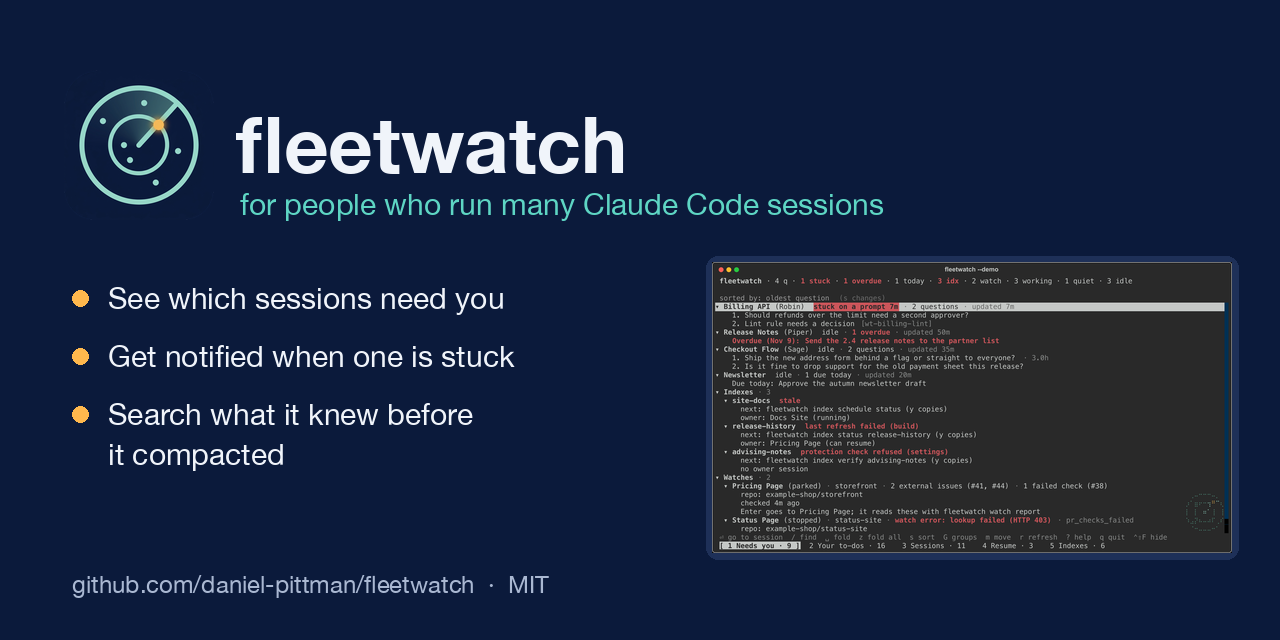 fleetwatch
for people who run many Claude Code sessions
See which sessions need you
Get notified when one is stuck
Search what it knew before
it compacted
fleetwatch --demo
fleetwatch · 4 q · 1 stuck · 1 overdue · 1 today · 3 idx · 2 watch · 3 working · 1 quiet · 3 idle
sorted by: oldest question (s changes)
▾ Billing API (Robin) stuck on a prompt 7m · 2 questions · updated 7m
1. Should refunds over the limit need a second approver?
2. Lint rule needs a decision [wt-billing-lint]
▾ Release Notes (Piper) idle · 1 overdue · updated 50m
Overdue (Nov 9): Send the 2.4 release notes to the partner list
▾ Checkout Flow (Sage) idle · 2 questions · updated 35m
1. Ship the new address form behind a flag or straight to everyone? · 3.0h
2. Is it fine to drop support for the old payment sheet this release?
▾ Newsletter idle · 1 due today · updated 20m
Due today: Approve the autumn newsletter draft
▾ Indexes · 3
▾ site-docs stale
next: fleetwatch index schedule status (y copies)
owner: Docs Site (running)
▾ release-history last refresh failed (build)
next: fleetwatch index status release-history (y copies)
owner: Pricing Page (can resume)
▾ advising-notes protection check refused (settings)
next: fleetwatch index verify advising-notes (y copies)
no owner session
▾ Watches · 2
▾ Pricing Page (parked) · storefront · 2 external issues (#41, #44) · 1 failed check (#38)
repo: example-shop/storefront
checked 4m ago
Enter goes to Pricing Page; it reads these with fleetwatch watch report
▾ Status Page (stopped) · status-site · watch error: lookup failed (HTTP 403) · pr_checks_failed
repo: example-shop/status-site
⏎ go to session / find ␣ fold z fold all s sort G groups m move r refresh ? help q quit ^⇧F hide
[ 1 Needs you · 9 ] 2 Your to-dos · 16 3 Sessions · 11 4 Resume · 3 5 Indexes · 6
github.com/daniel-pittman/fleetwatch · MIT